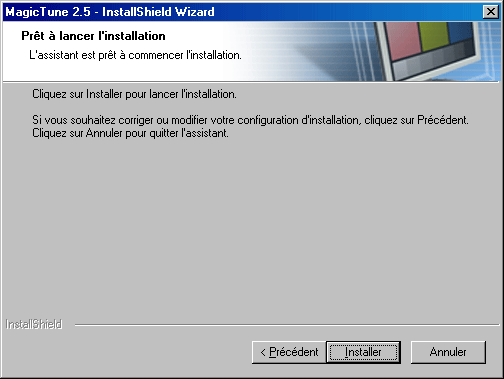 MagicTune 2.5 - InstallShield Wizard
Prêt à lancer l'installation
L'assistant est prêt à commencer l'installation.
Cliquez sur Installer pour lancer l'installation.
Si vous souhaitez corriger ou modifier votre configuration d'installation, cliquez sur Précédent.
Cliquez sur Annuler pour quitter l'assistant.
InstallShield
< Précédent Installer Annuler